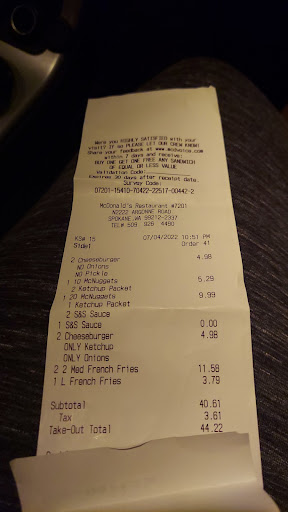 Were you HIGHLY SATISFIED with your
visit? If so PLEASE LET OUR CREW KNOW!
Share your feedback at www.mcdvoice.com
within 7 days and receive:
BUY ONE GET ONE FREE ANY SANDWICH
OF EQUAL OR LESS VALUE
Validation Code:
Expires 30 days after receipt date.
Survey Code:
07201-15410-70422-22517-00442-2
McDonald's Restaurant #7201
N2222 ARGONNE ROAD
SPOKANE,WA 99212-2337
TEL# 509 926 4490
KS# 15 07/04/2022 10:51 PM
Side1 Order 41
2 Cheeseburger 4.98
NO Onions
NO Pickle
1 10 McNuggets 5.29
2 Ketchup Packet
1 20 McNuggets 9.99
1 Ketchup Packet
2 S&S Sauce
1 S&S Sauce 0.00
2 Cheeseburger 4.98
ONLY Ketchup
ONLY Onions
2 2 Med French Fries 11.58
1 L French Fries 3.79
Subtotal 40.61
Tax 3.61
Take-Out Total 44.22